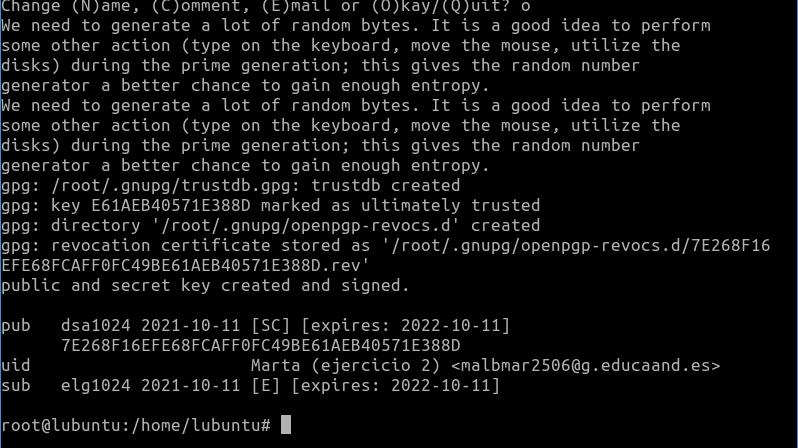 Change (N)ame, (C)omment, (E)mail or (O)kay/(Q)uit? o
We need to generate a lot of random bytes. It is a good idea to perform
some other action (type on the keyboard, move the mouse, utilize the
disks) during the prime generation; this gives the random number
generator a better chance to gain enough entropy.
We need to generate a lot of random bytes. It is a good idea to perform
some other action (type on the keyboard, move the mouse, utilize the
disks) during the prime generation; this gives the random number
generator a better chance to gain enough entropy.
gpg: /root/.gnupg/trustdb.gpg: trustdb created
gpg: key E61AEB40571E388D marked as ultimately trusted
gpg: directory '/root/.gnupg/openpgp-revocs.d' created
gpg: revocation certificate stored as '/root/.gnupg/openpgp-revocs.d/7E268F16
EFE68FCAFF0FC49BE61AEB40571E388D.rev'
public and secret key created and signed.

pub   dsa1024 2021-10-11 [SC] [expires: 2022-10-11]
      7E268F16EFE68FCAFF0FC49BE61AEB40571E388D
uid                      Marta (ejercicio 2) <malbmar2506@g.educaand.es>
sub   elg1024 2021-10-11 [E] [expires: 2022-10-11]

root@lubuntu:/home/lubuntu#